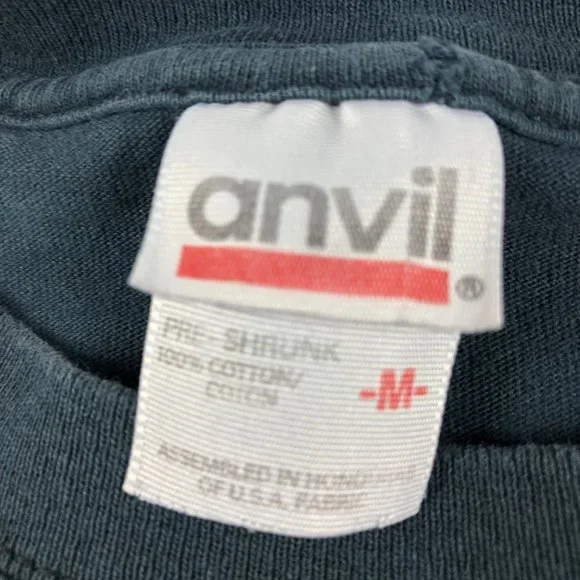 anvil
®
PRE-SHRUNK
100% COTTON/
COTON
-M-
ASSEMBLED IN HONDURAS
OF U.S.A. FABRIC